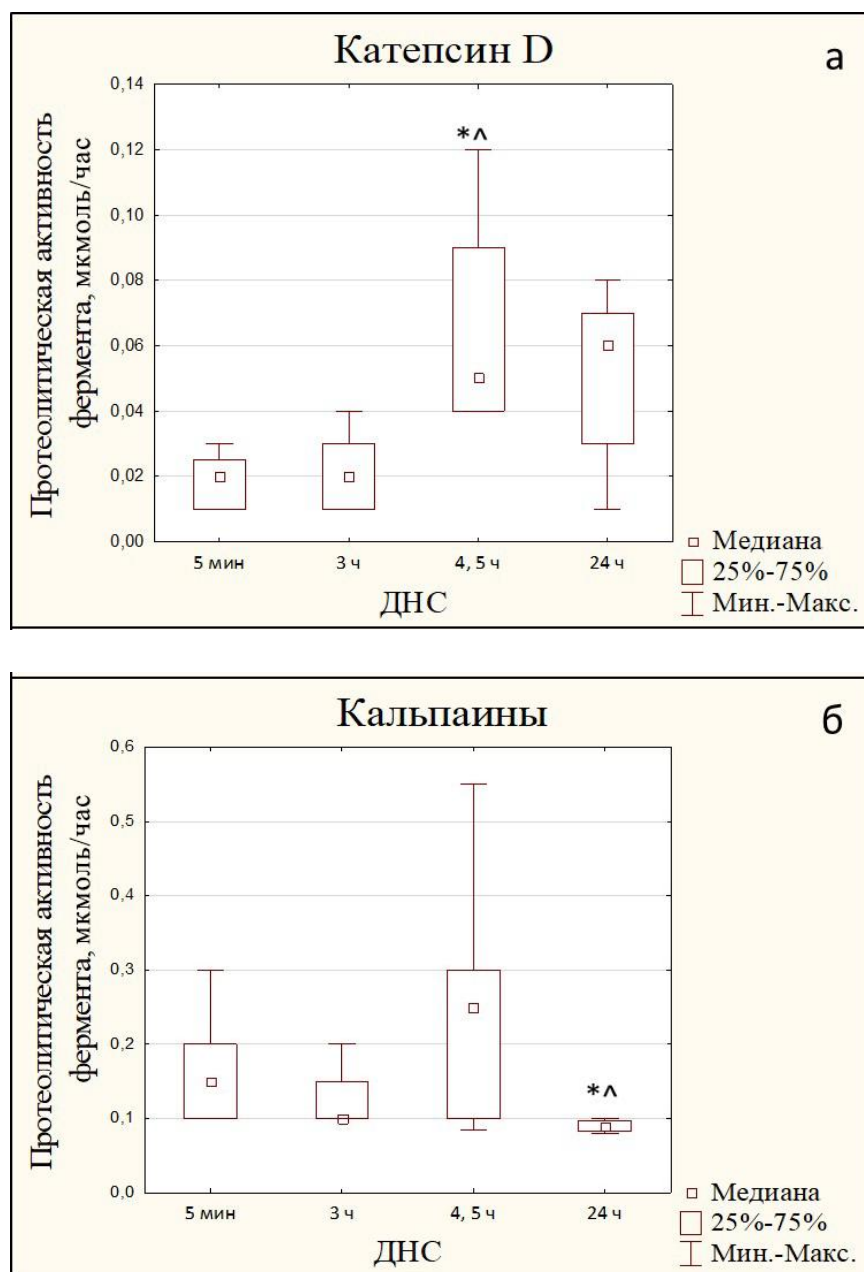 Катепсин D
а
Протеолитическая активность
фермента, мкмоль/час
0,14
0,12
0,10
0,08
0,06
0,04
0,02
0,00
*^
5 мин
3 ч
4, 5 ч
24 ч
ДНС
Медиана
25%-75%
Мин.-Макс.
Кальпаины
б
Протеолитическая активность
фермента, мкмоль/час
0,6
0,5
0,4
0,3
0,2
0,1
0,0
*^
5 мин
3 ч
4, 5 ч
24 ч
ДНС
Медиана
25%-75%
Мин.-Макс.